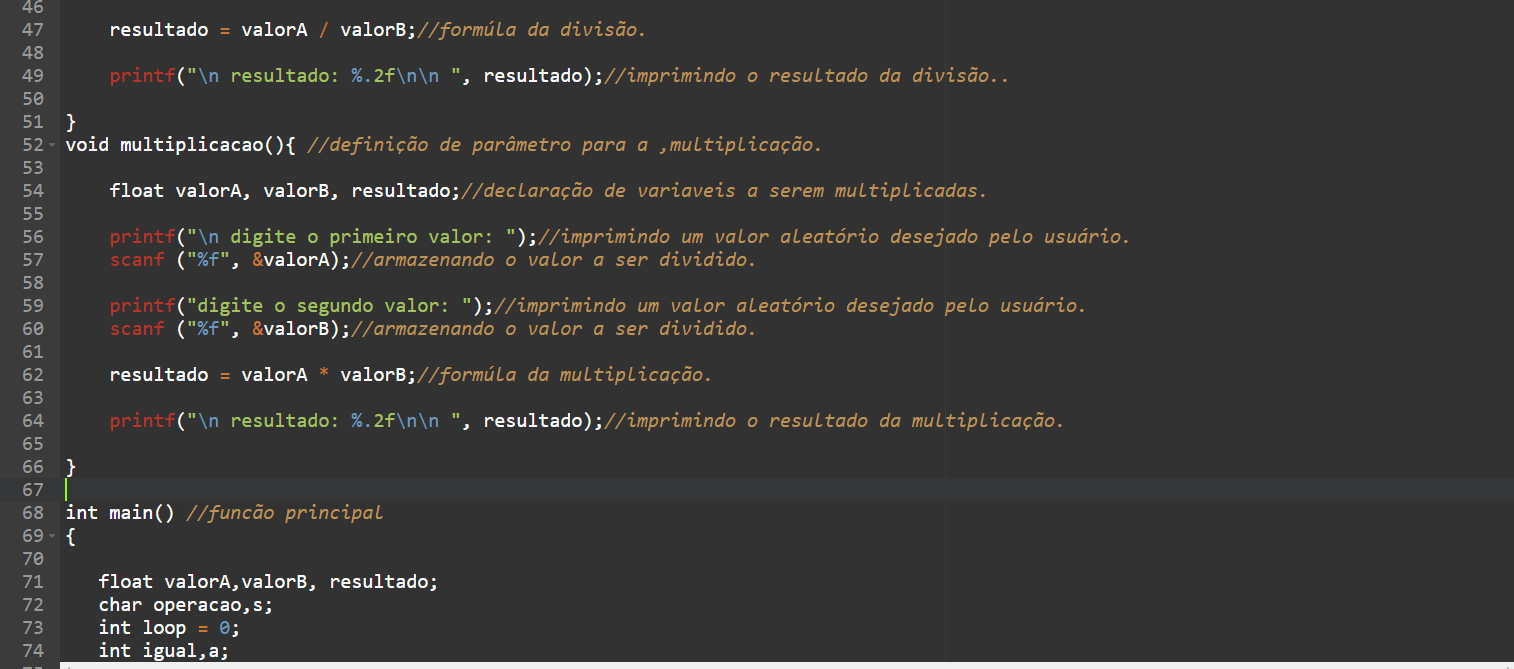 46
47 resultado = valorA / valorB;//formúla da divisão.
48
49 printf("\n resultado: %.2f\n\n ", resultado);//imprimindo o resultado da divisão..
50
51 }
52 void multiplicacao(){ //definição de parâmetro para a ,multiplicação.
53
54 float valorA, valorB, resultado;//declaração de variaveis a serem multiplicadas.
55
56 printf("\n digite o primeiro valor: ");//imprimindo um valor aleatório desejado pelo usuário.
57 scanf ("%f", &valorA);//armazenando o valor a ser dividido.
58
59 printf("digite o segundo valor: ");//imprimindo um valor aleatório desejado pelo usuário.
60 scanf ("%f", &valorB);//armazenando o valor a ser dividido.
61
62 resultado = valorA * valorB;//formúla da multiplicação.
63
64 printf("\n resultado: %.2f\n\n ", resultado);//imprimindo o resultado da multiplicação.
65
66 }
67
68 int main() //funcão principal
69 {
70
71 float valorA,valorB, resultado;
72 char operacao,s;
73 int loop = 0;
74 int igual,a;